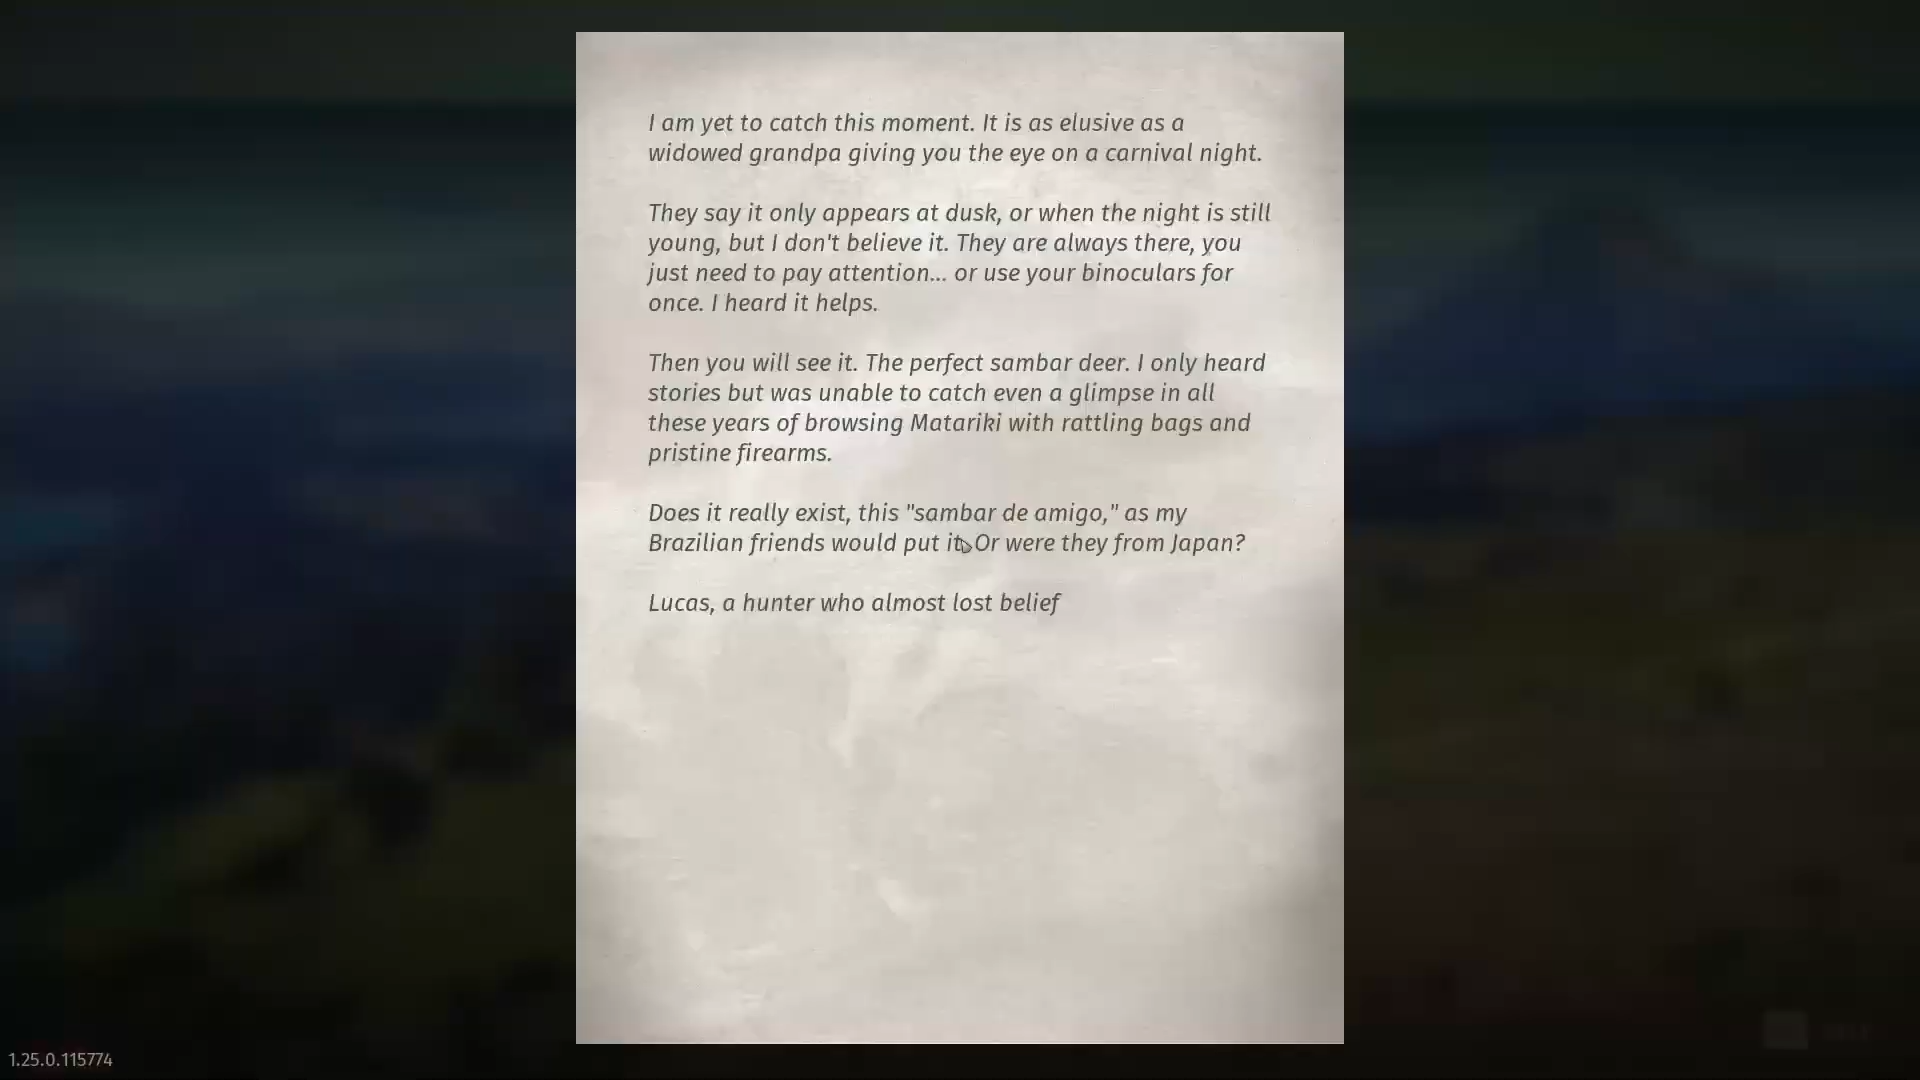 I am yet to catch this moment. It is as elusive as a
widowed grandpa giving you the eye on a carnival night.
They say it only appears at dusk, or when the night is still
young, but I don't believe it. They are always there, you
just need to pay attention... or use your binoculars for
once. I heard it helps.
Then you will see it. The perfect sambar deer. I only heard
stories but was unable to catch even a glimpse in all
these years of browsing Matariki with rattling bags and
pristine firearms.
Does it really exist, this "sambar de amigo," as my
Brazilian friends would put it. Or were they from Japan?
Lucas, a hunter who almost lost belief
1.25.0.115774